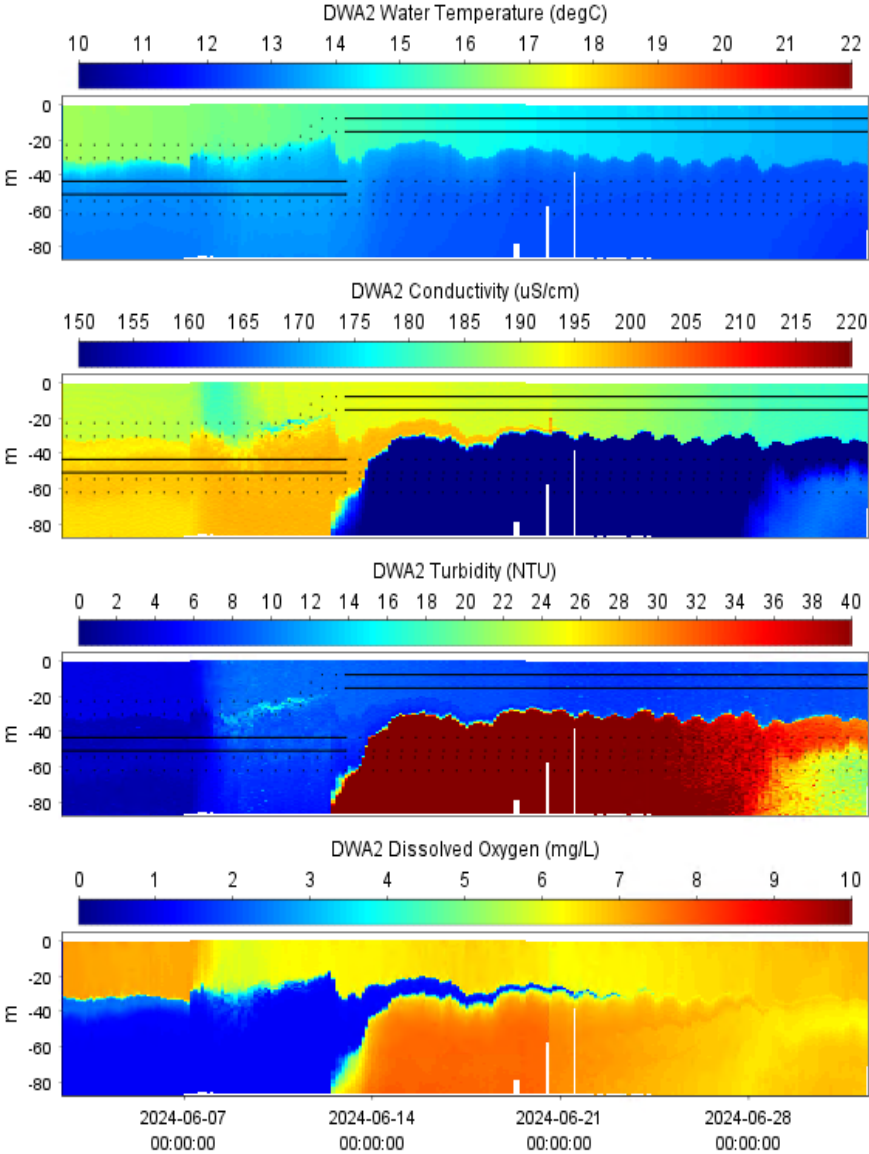 DWA2 Water Temperature (degC)
10 11 12 13 14 15 16 17 18 19 20 21 22
0
-20
-40
-60
-80
m
DWA2 Conductivity (uS/cm)
150 155 160 165 170 175 180 185 190 195 200 205 210 215 220
0
-20
-40
-60
-80
m
DWA2 Turbidity (NTU)
0 2 4 6 8 10 12 14 16 18 20 22 24 26 28 30 32 34 36 38 40
0
-20
-40
-60
-80
m
DWA2 Dissolved Oxygen (mg/L)
0 1 2 3 4 5 6 7 8 9 10
0
-20
-40
-60
-80
m
2024-06-07 2024-06-14 2024-06-21 2024-06-28
00:00:00 00:00:00 00:00:00 00:00:00